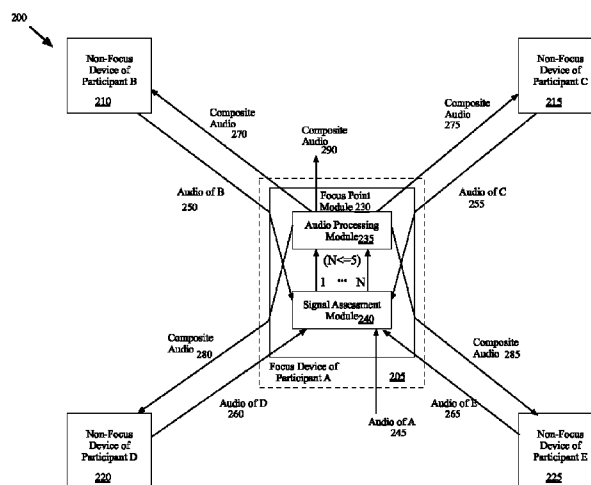 200
Non-Focus
Device of
Participant B
210
Non-Focus
Device of
Participant C
215
Composite
Audio
270
Composite
Audio
290
Composite
Audio
275
Audio of B
250
Audio of C
255
Focus Point
Module 230
Audio Processing
Module 235
(N<=5)
1 ... N
Signal Assessment
Module 240
Focus Device of
Participant A
205
Composite
Audio 280
Composite
Audio 285
Audio of D
260
Audio of A
245
Audio of E
265
Non-Focus
Device of
Participant D
220
Non-Focus
Device of
Participant E
225